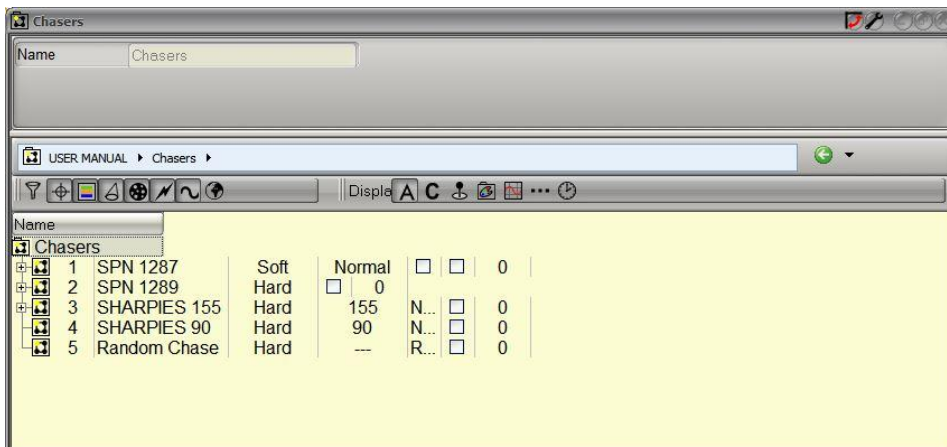 Chasers
Name Chasers
USER MANUAL Chasers
Displa A C
Name
Chasers
1 SPN 1287 Soft Normal 0
2 SPN 1289 Hard 0
3 SHARPIES 155 Hard 155 N... 0
4 SHARPIES 90 Hard 90 N... 0
5 Random Chase Hard --- R... 0